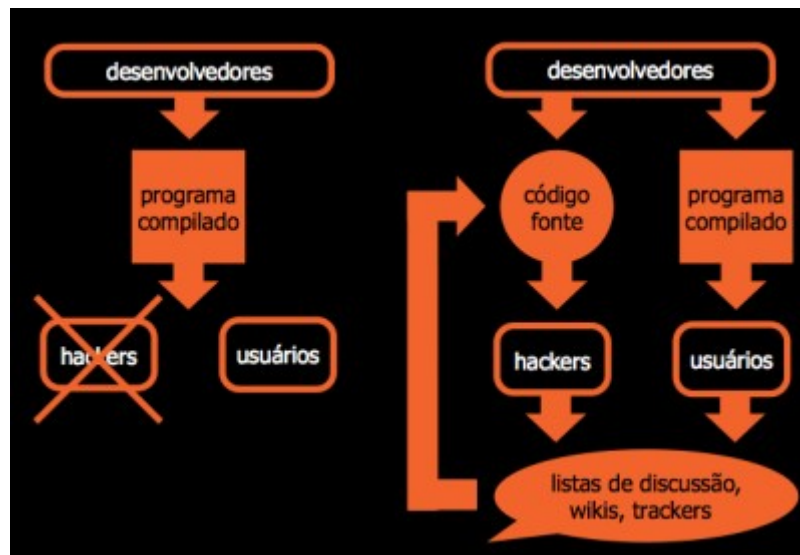 desenvolvedores
programa
compilado
hackers
usuários
desenvolvedores
código
fonte
programa
compilado
hackers
usuários
listas de discussão,
wikis, trackers